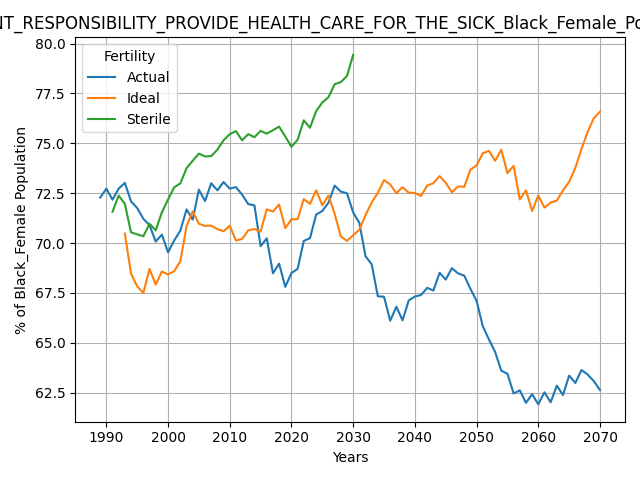 NT_RESPONSIBILITY_PROVIDE_HEALTH_CARE_FOR_THE_SICK_Black_Female_Po
Fertility
Actual
Ideal
Sterile
% of Black_Female Population
80.0
77.5
75.0
72.5
70.0
67.5
65.0
62.5
1990 2000 2010 2020 2030 2040 2050 2060 2070
Years